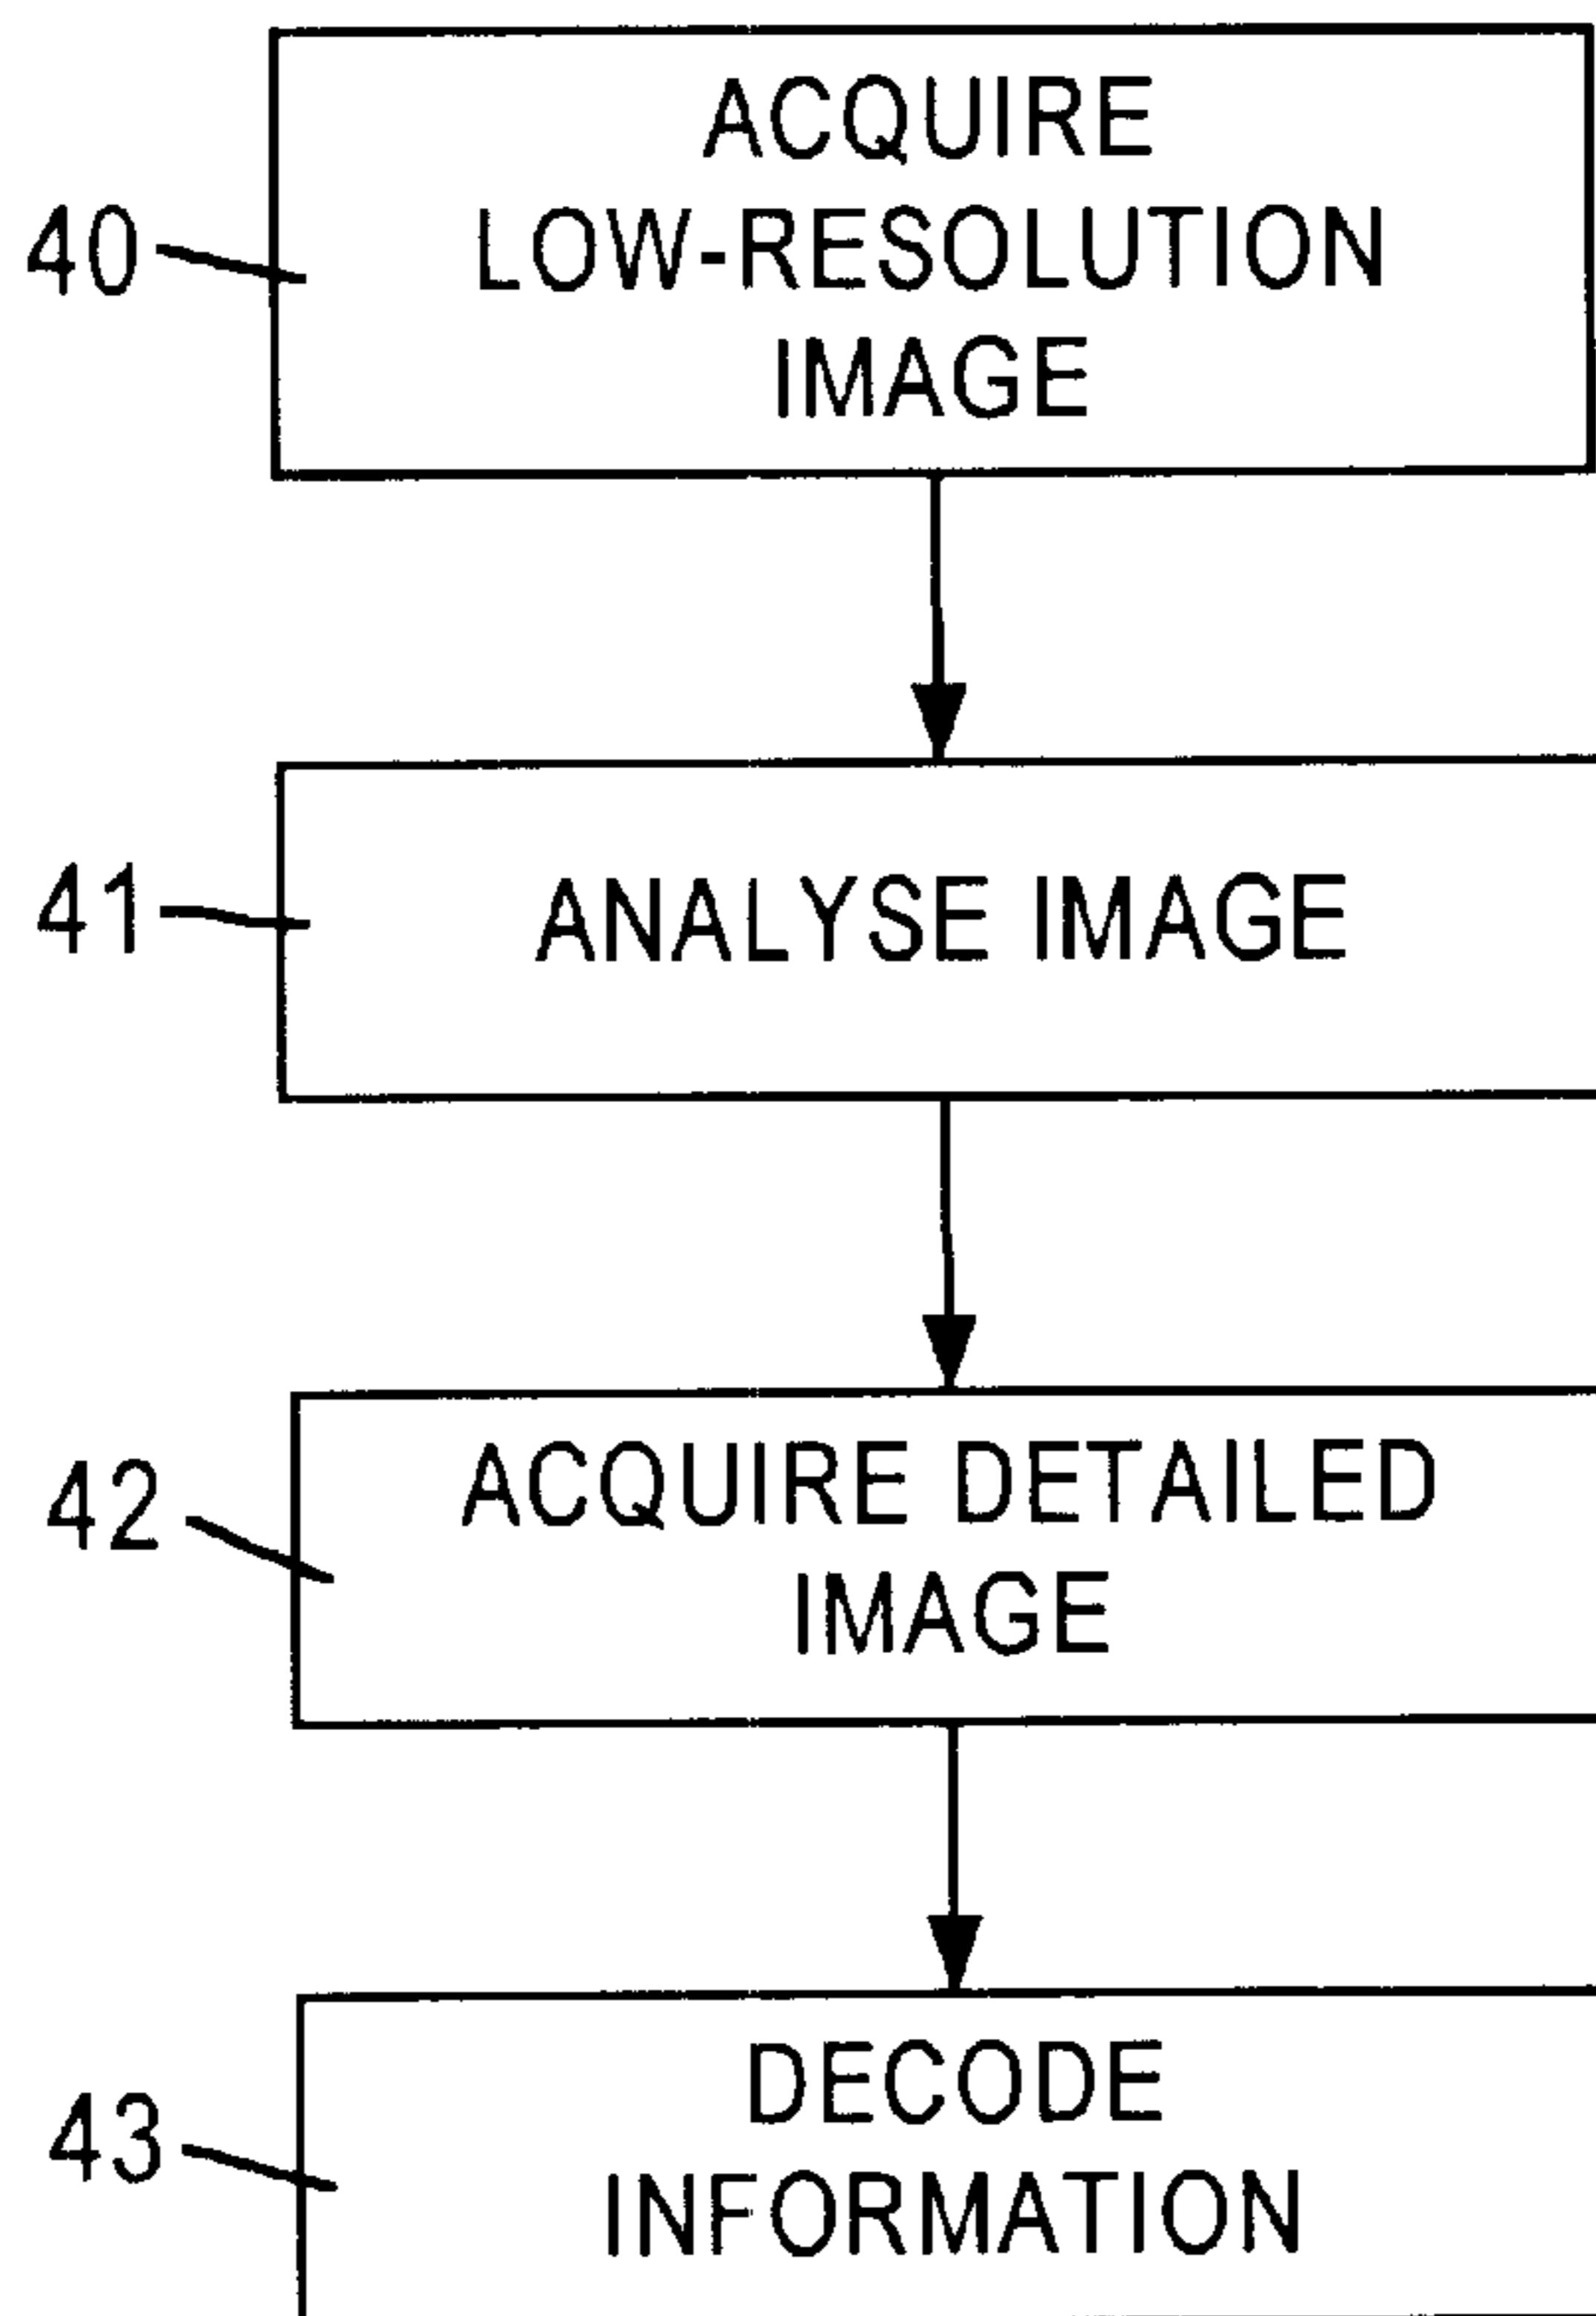 40
ACQUIRE
LOW-RESOLUTION
IMAGE
41
ANALYSE IMAGE
42
ACQUIRE DETAILED
IMAGE
43
DECODE
INFORMATION